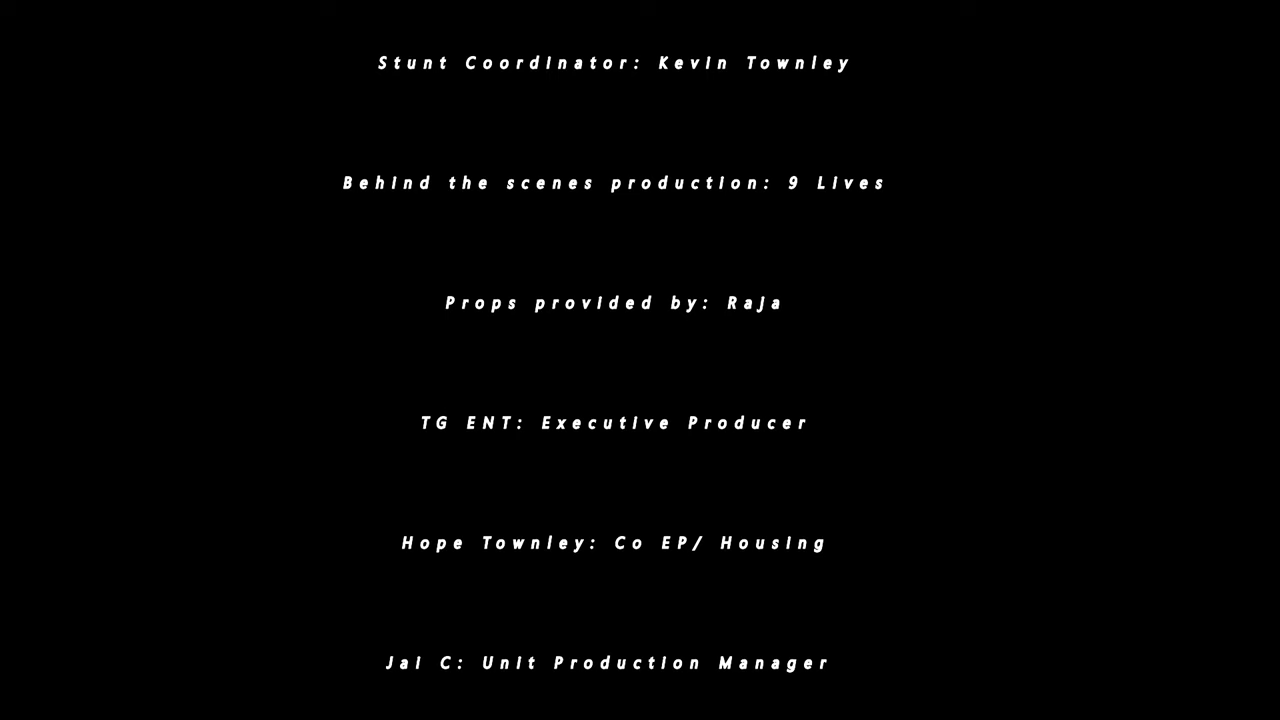 Stunt Coordinator: Kevin Townley
Behind the scenes production: 9 Lives
Props provided by: Raja
TG ENT: Executive Producer
Hope Townley: Co EP/ Housing
Jai C: Unit Production Manager